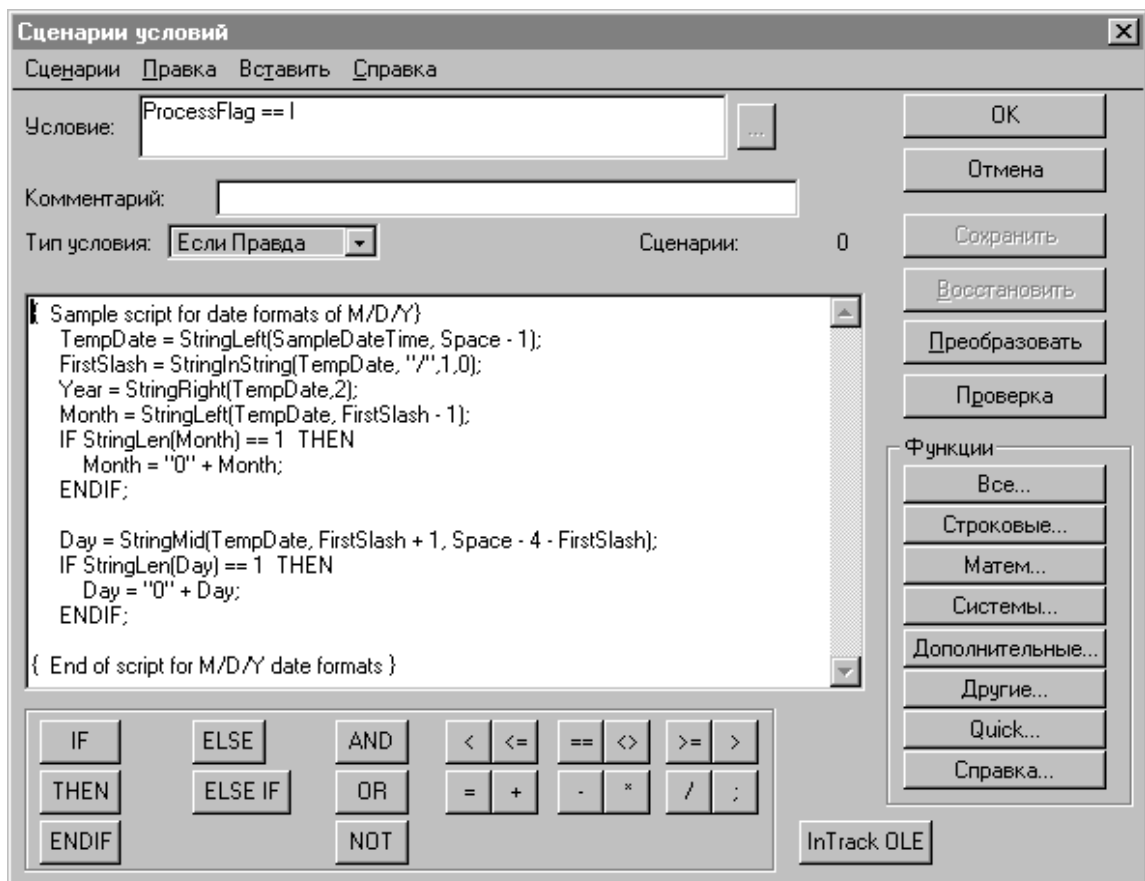 Сценарии условий
Сценарии Правка Вставить Справка
Условие: ProcessFlag == l ... OK
Отмена
Комментарий:
Тип условия: Если Правда Сценарии: 0 Сохранить
Восстановить
Преобразовать
Проверка
{ Sample script for date formats of M/D/Y}
TempDate = StringLeft(SampleDateTime, Space - 1);
FirstSlash = StringInString(TempDate, "/",1,0);
Year = StringRight(TempDate,2);
Month = StringLeft(TempDate, FirstSlash - 1);
IF StringLen(Month) == 1 THEN
Month = "0" + Month;
ENDIF;
Day = StringMid(TempDate, FirstSlash + 1, Space - 4 - FirstSlash);
IF StringLen(Day) == 1 THEN
Day = "0" + Day;
ENDIF;
{ End of script for M/D/Y date formats }
Функции
Все...
Строковые...
Матем...
Системы...
Дополнительные...
Другие...
Quick...
Справка...
IF ELSE AND < <= == <> >= >
THEN ELSE IF OR = + - * / ;
ENDIF NOT InTrack OLE